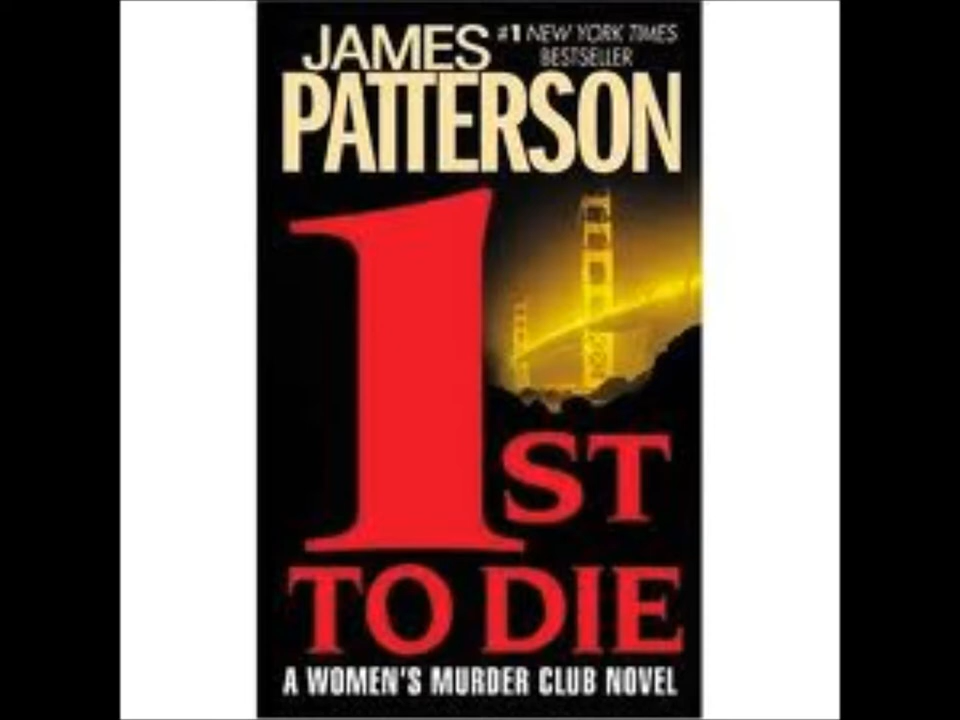 JAMES #1 NEW YORK TIMES
BESTSELLER
PATTERSON
1ST
TO DIE
A WOMEN'S MURDER CLUB NOVEL